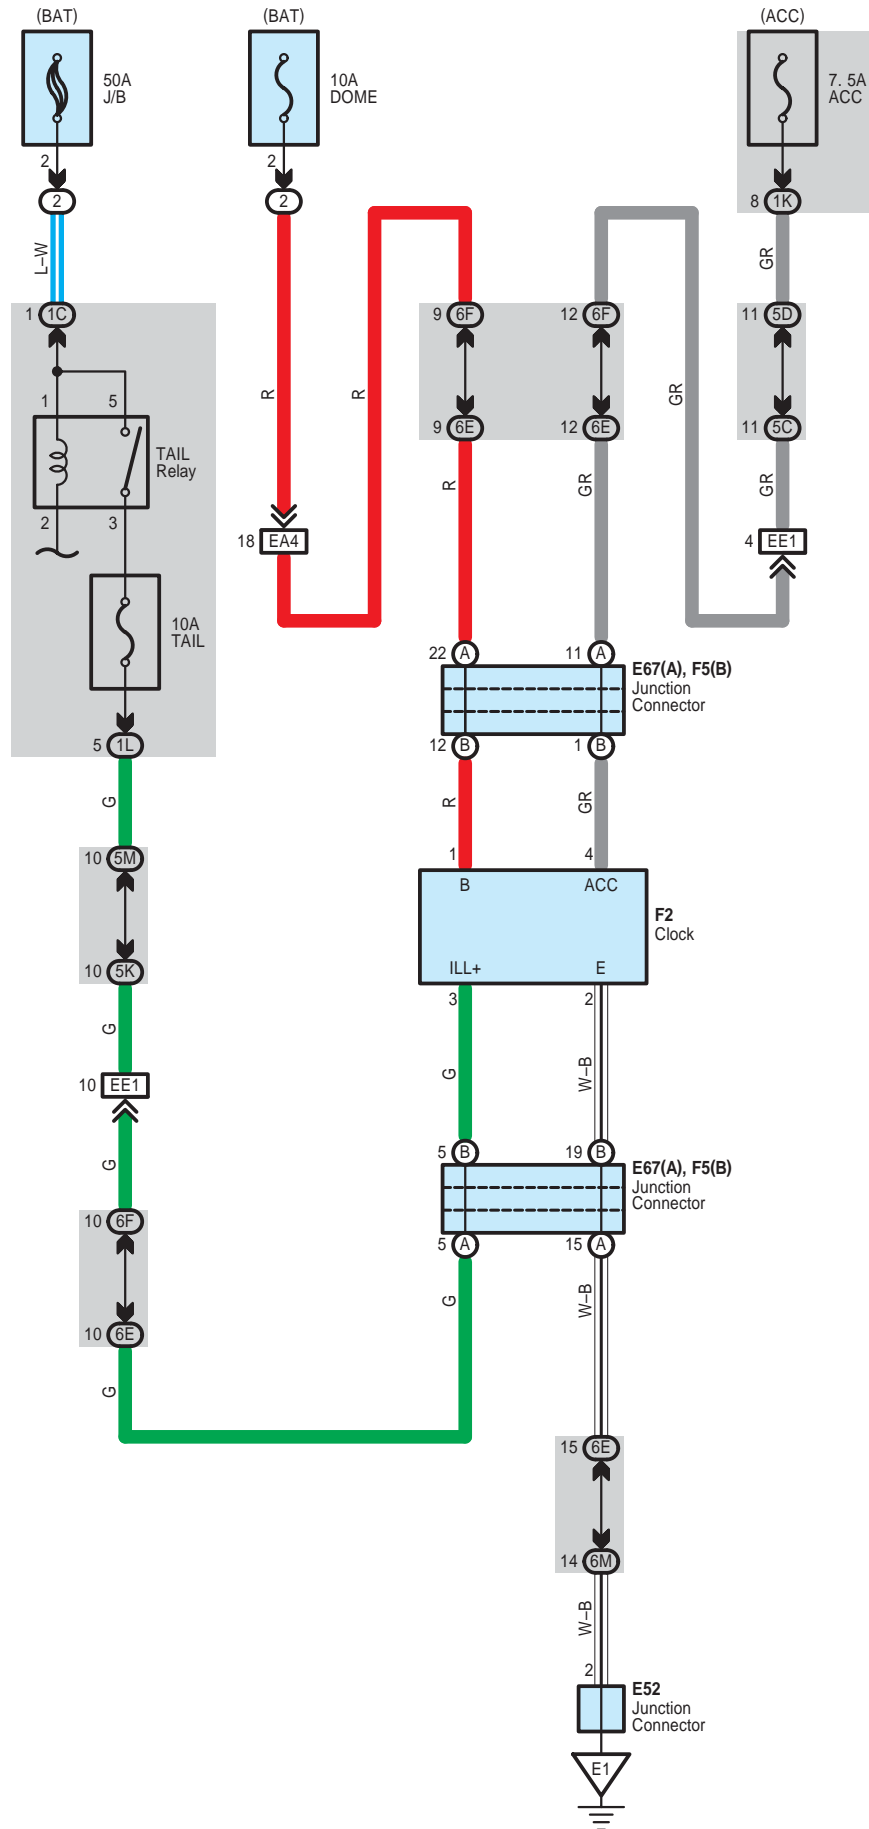 (BAT)
(BAT)
(ACC)
50A
J/B
10A
DOME
7. 5A
ACC
2
2
2
2
8 1K
L–W
GR
1 1C
9 6F
12 6F
11 5D
R
R
GR
1 5
TAIL
Relay
9 6E
12 6E
11 5C
R
GR
GR
2 3
18 EA4
4 EE1
10A
TAIL
22 A
11 A
E67(A), F5(B)
Junction
Connector
5 1L
12 B
1 B
G
R
GR
10 5M
1 4
B ACC
F2
Clock
10 5K
ILL+ E
3 2
G
G
W–B
10 EE1
G
5 B
19 B
E67(A), F5(B)
Junction
Connector
10 6F
5 A
15 A
G
W–B
10 6E
G
15 6E
14 6M
W–B
2
E52
Junction
Connector
E1